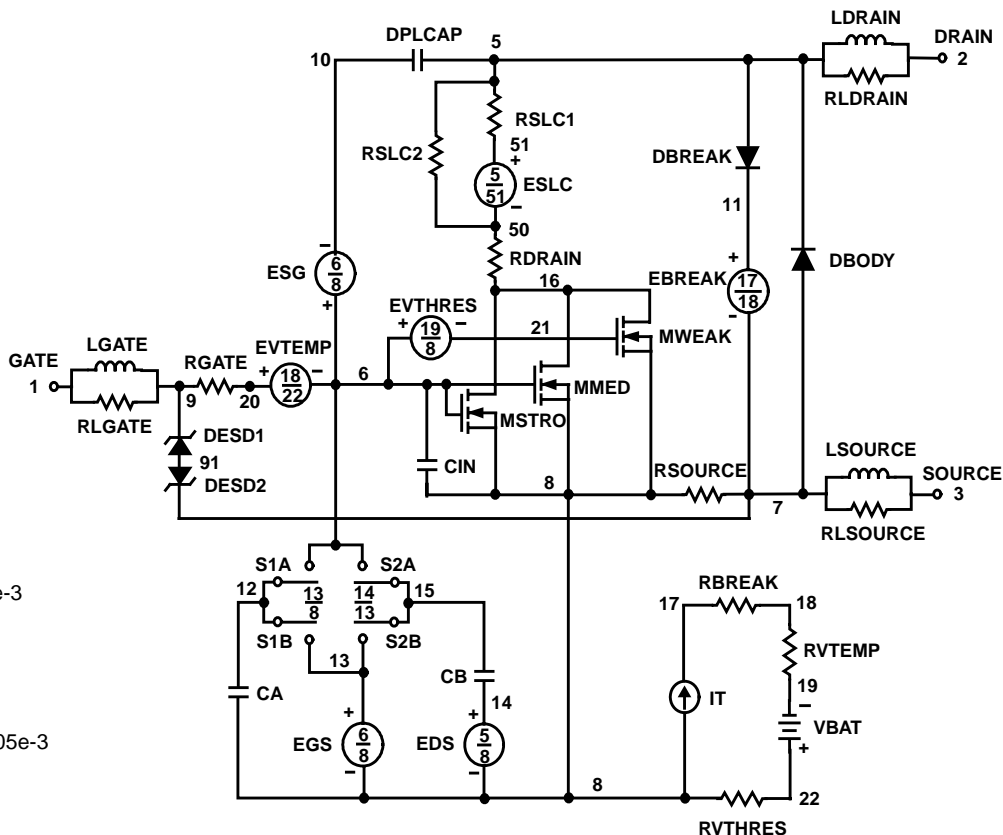 LDRAIN
DPLCAP 5 DRAIN
10 2
RLDRAIN
RSLC1
51
RSLC2 +
5
51
ESLC
DBREAK
−
50
11
RDRAIN
−
ESG
6
8
+
16
+
EBREAK
17
18
−
DBODY
EVTHRES
+ 19 −
8
21
MWEAK
LGATE
GATE
1
RGATE
EVTEMP
+ 18 −
22
6
MMED
9
20
RLGATE
MSTRO
DESD1
91
DESD2
CIN
8
RSOURCE
LSOURCE
SOURCE
7
3
RLSOURCE
S1A S2A
12
13
8
14
13
15
S1B S2B
13
e-3
RBREAK
17 18
RVTEMP
19
−
CA
CB
14
IT
VBAT
+
+
EGS
6
8
−
+
EDS
5
8
−
05e-3
8
22
RVTHRES